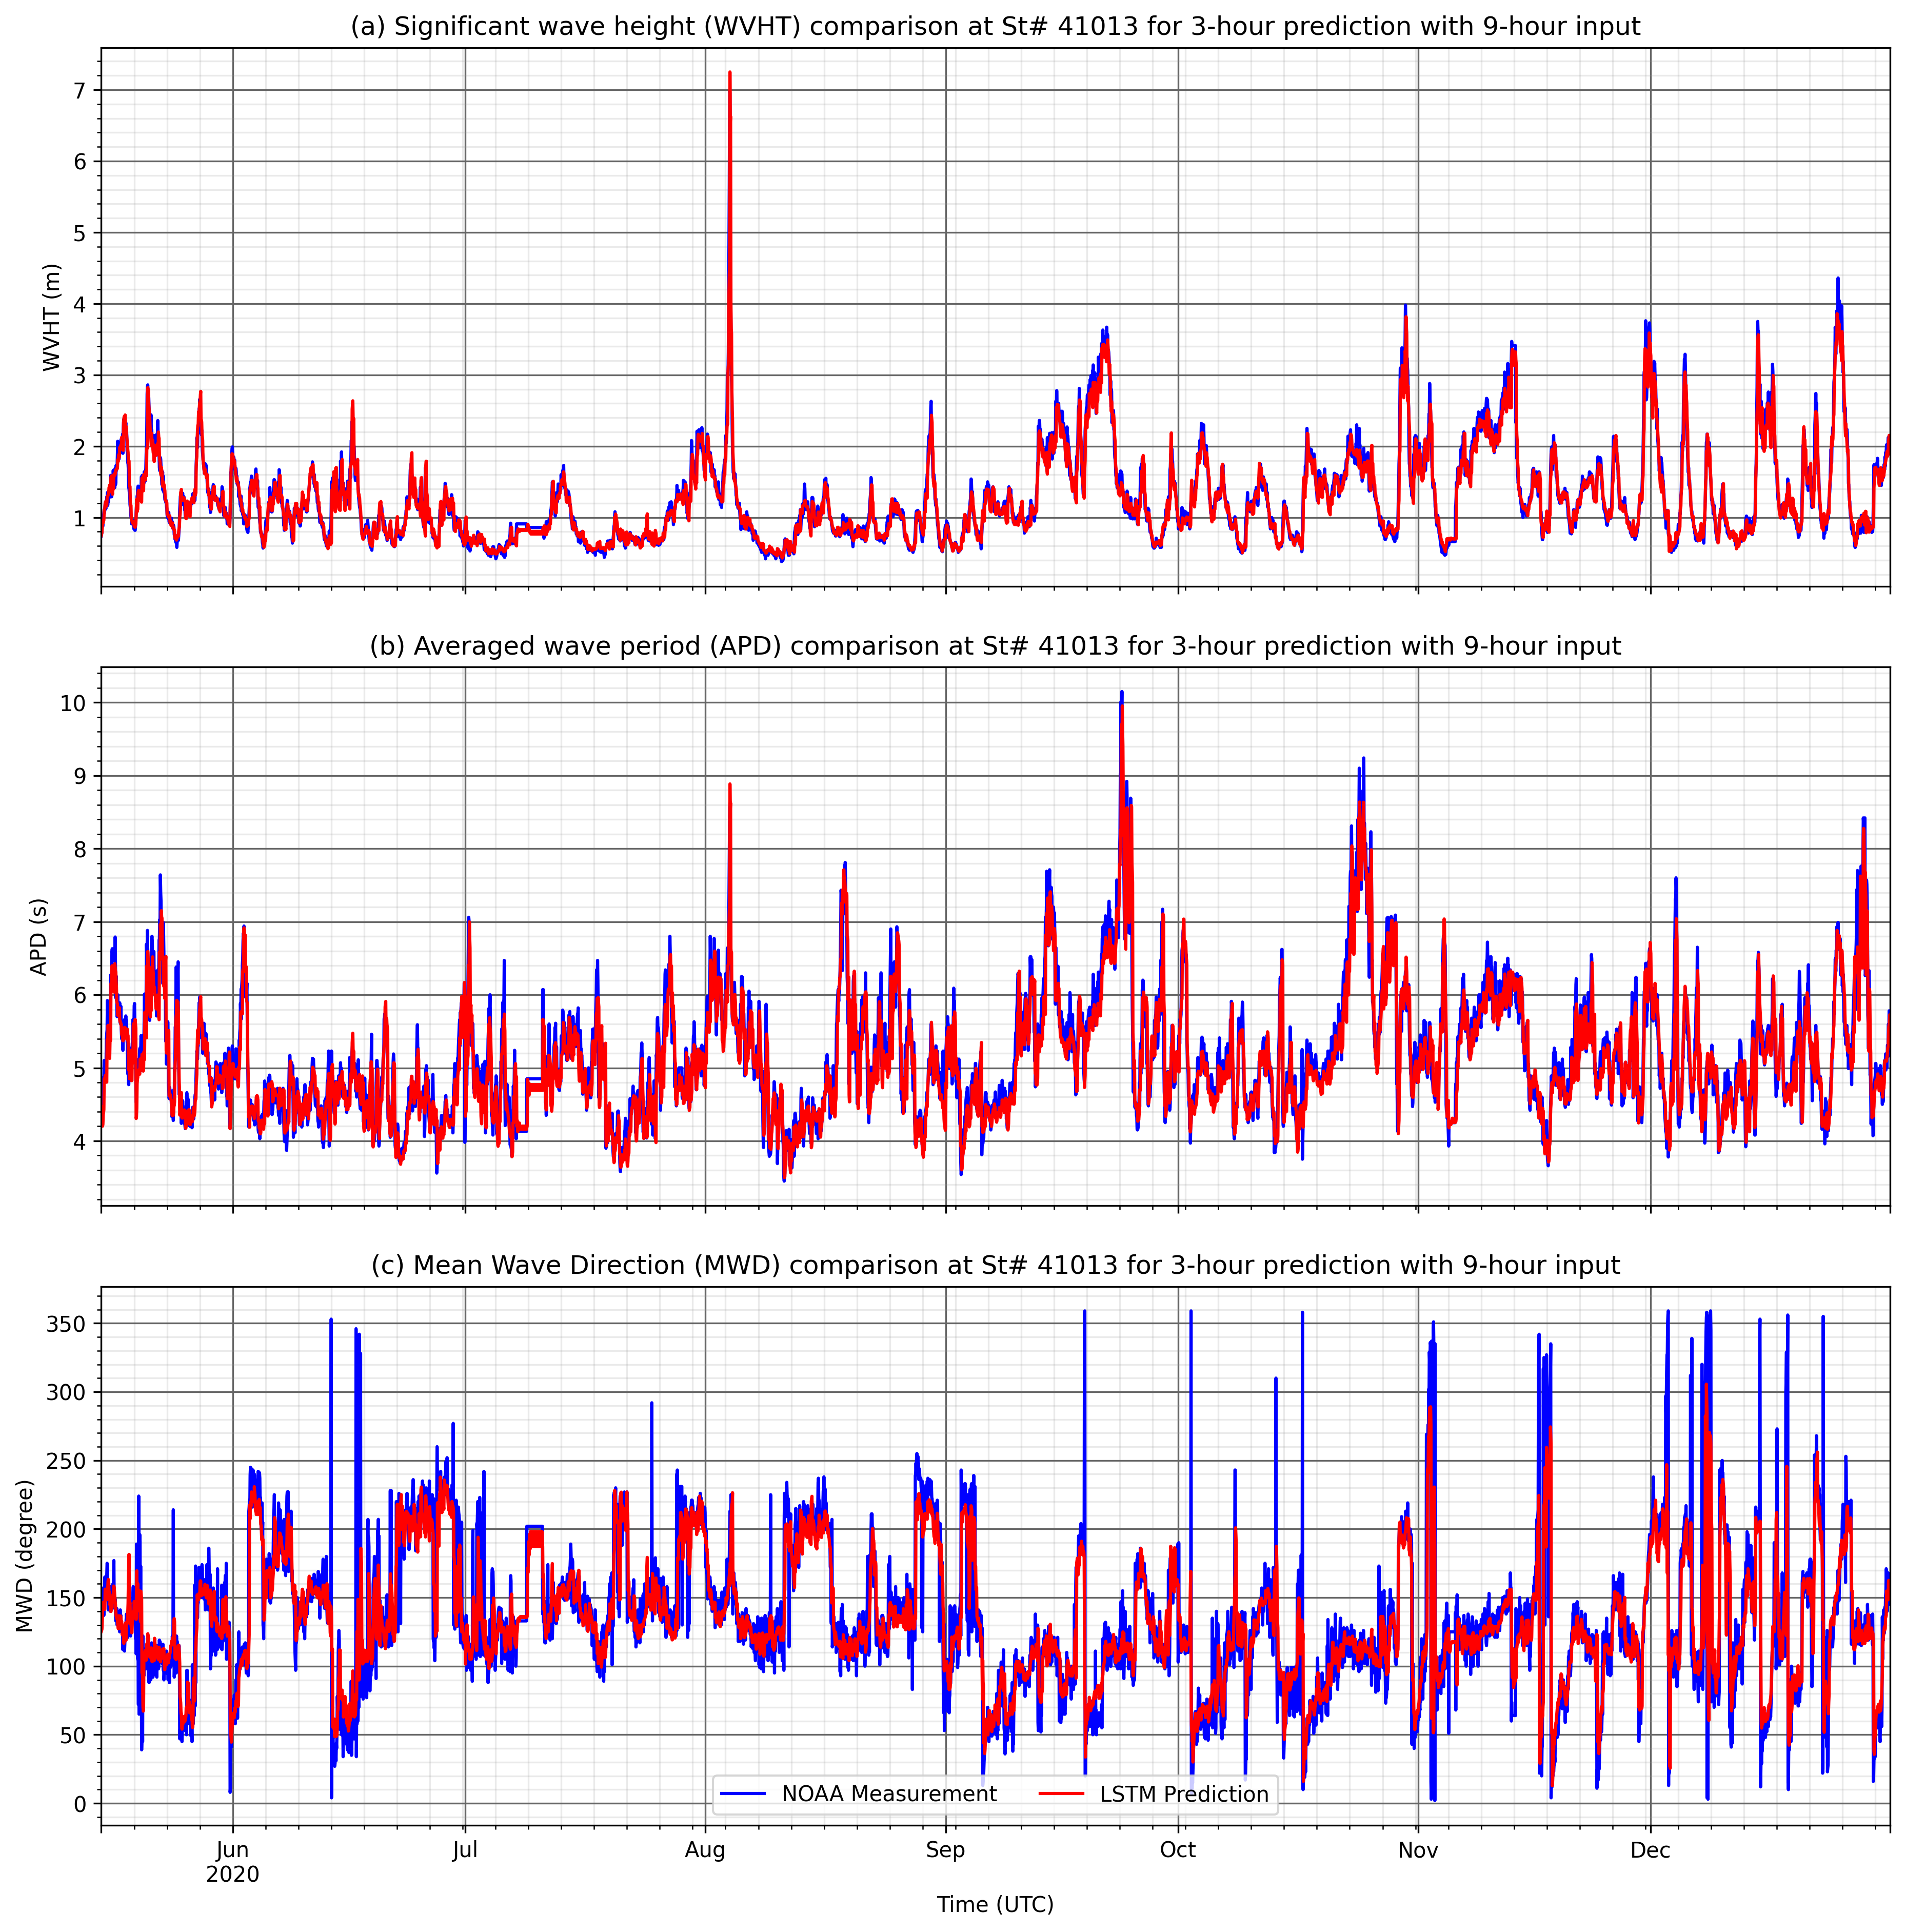 (a) Significant wave height (WVHT) comparison at St# 41013 for 3-hour prediction with 9-hour input
7
6
5
4
3
2
1
WVHT (m)
(b) Averaged wave period (APD) comparison at St# 41013 for 3-hour prediction with 9-hour input
10
9
8
7
6
5
4
APD (s)
(c) Mean Wave Direction (MWD) comparison at St# 41013 for 3-hour prediction with 9-hour input
350
300
250
200
150
100
50
0
MWD (degree)
NOAA Measurement LSTM Prediction
Jun Jul Aug Sep Oct Nov Dec
2020
Time (UTC)